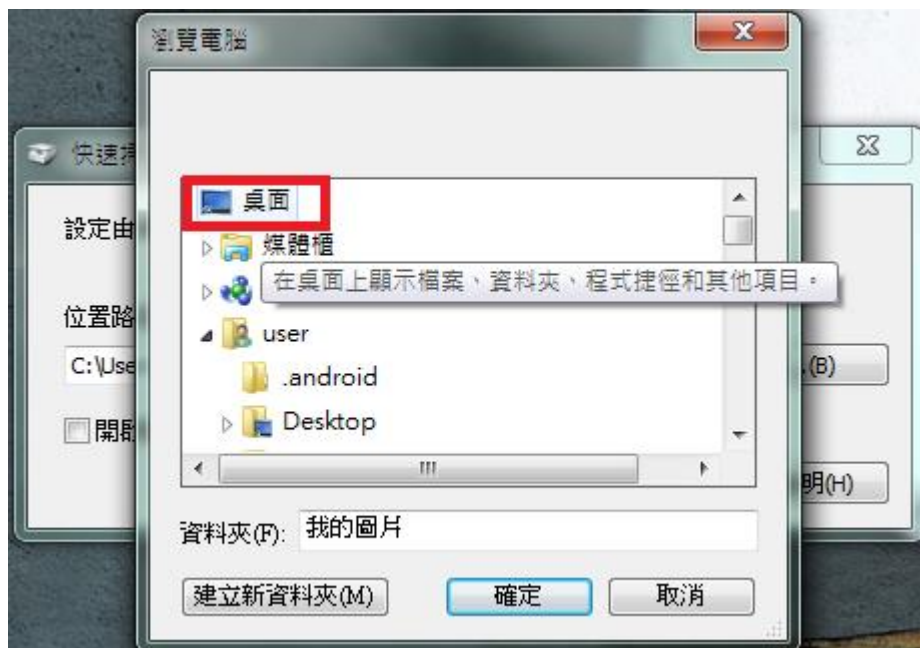 瀏覽電腦
快速掃
桌面
設定由
媒體櫃
在桌面上顯示檔案、資料夾、程式捷徑和其他項目。
位置路
user
C:\Use
.(B)
.android
開啟
Desktop
明(H)
資料夾(F): 我的圖片
建立新資料夾(M) 確定 取消